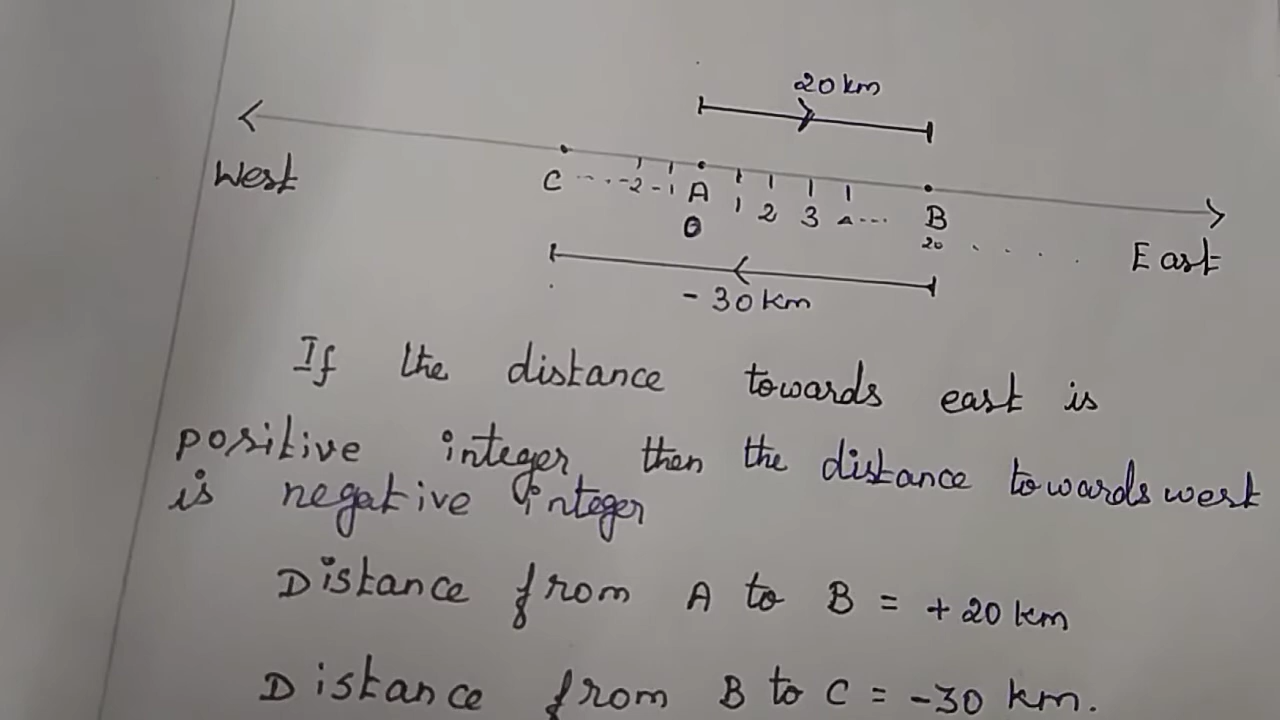 20 km
West
C ....-2 -1 A 1 2 3 4... B
0
20 . . . .
East
- 30 km
If the distance towards east is
positive integer then the distance towards west
is negative integer
Distance from A to B = +20 km
Distance from B to C = -30 km.